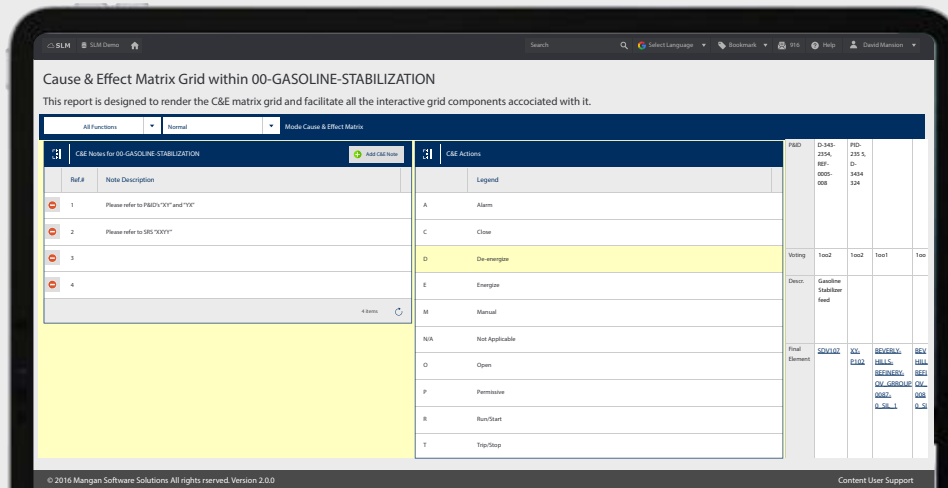 SLM SLM Demo Search Select Language Bookmark 916 Help David Mansion
Cause & Effect Matrix Grid within 00-GASOLINE-STABILIZATION
This report is designed to render the C&E matrix grid and facilitate all the interactive grid components accociated with it.
All Functions Normal Mode Cause & Effect Matrix
C&E Notes for 00-GASOLINE-STABILIZATION Add C&E Note
Ref.# Note Description
1 Please refer to P&ID's "XY" and "YX"
2 Please refer to SRS "XXYY"
3
4
4 items
C&E Actions
Legend
A Alarm
C Close
D De-energize
E Energize
M Manual
N/A Not Applicable
O Open
P Permissive
R Run/Start
T Trip/Stop
P&ID D-343- PID-
2354, 235 5,
REF- D-
0005- 3434
008 324
Voting 1oo2 1oo2 1oo1 1oo
Descr. Gasoline
Stabilizer
feed
Final SDV107 XY- BEVERLY- BEV
Element P102 HILLS- HILL
REFINERY- REFI
OV_GRROUP OV_
0087- 008
0_SIL_1 0_SI
© 2016 Mangan Software Solutions All rights rserved. Version 2.0.0 Content User Support